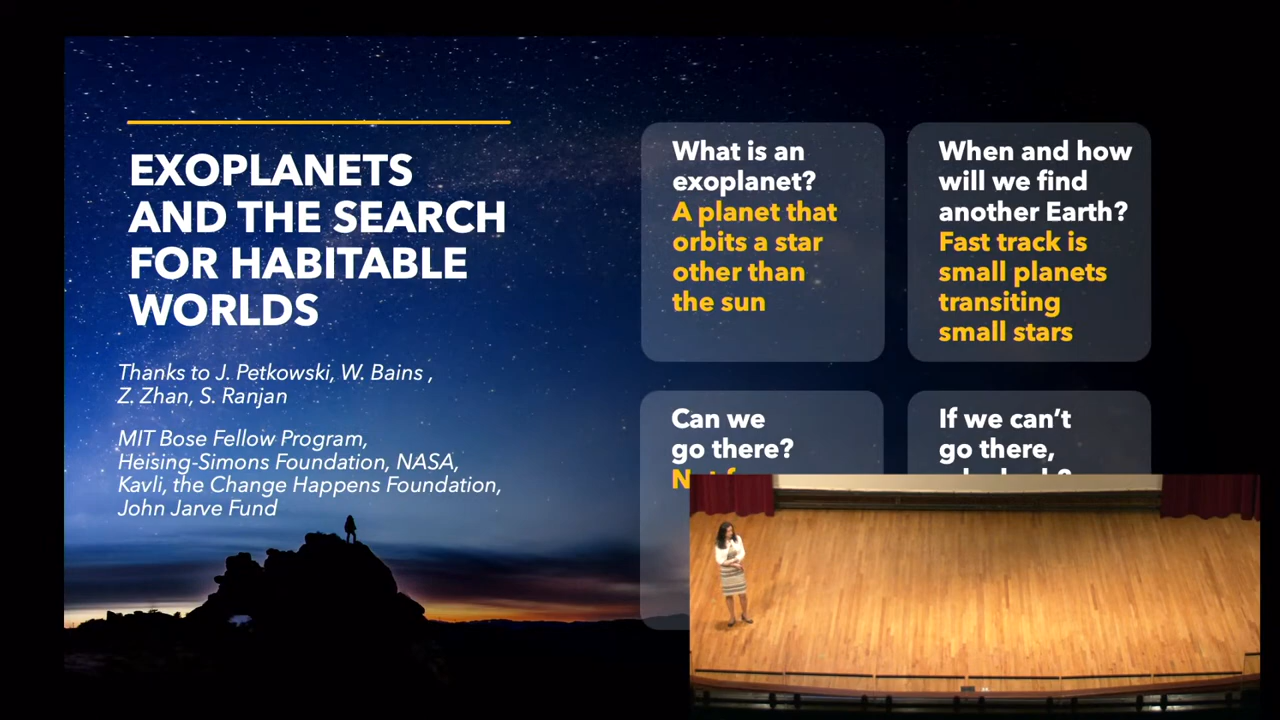 EXOPLANETS
AND THE SEARCH
FOR HABITABLE
WORLDS
Thanks to J. Petkowski, W. Bains ,
Z. Zhan, S. Ranjan
MIT Bose Fellow Program,
Heising-Simons Foundation, NASA,
Kavli, the Change Happens Foundation,
John Jarve Fund
What is an
exoplanet?
A planet that
orbits a star
other than
the sun
When and how
will we find
another Earth?
Fast track is
small planets
transiting
small stars
Can we
go there?
If we can’t
go there,